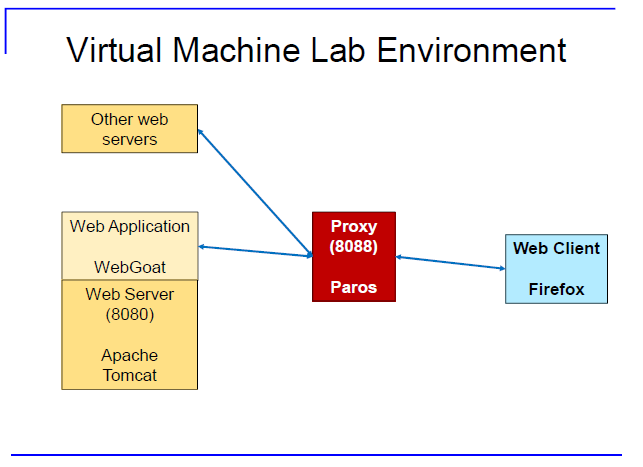 Virtual Machine Lab Environment
Other web
servers
Web Application
WebGoat
Web Server
(8080)
Apache
Tomcat
Proxy
(8088)
Paros
Web Client
Firefox